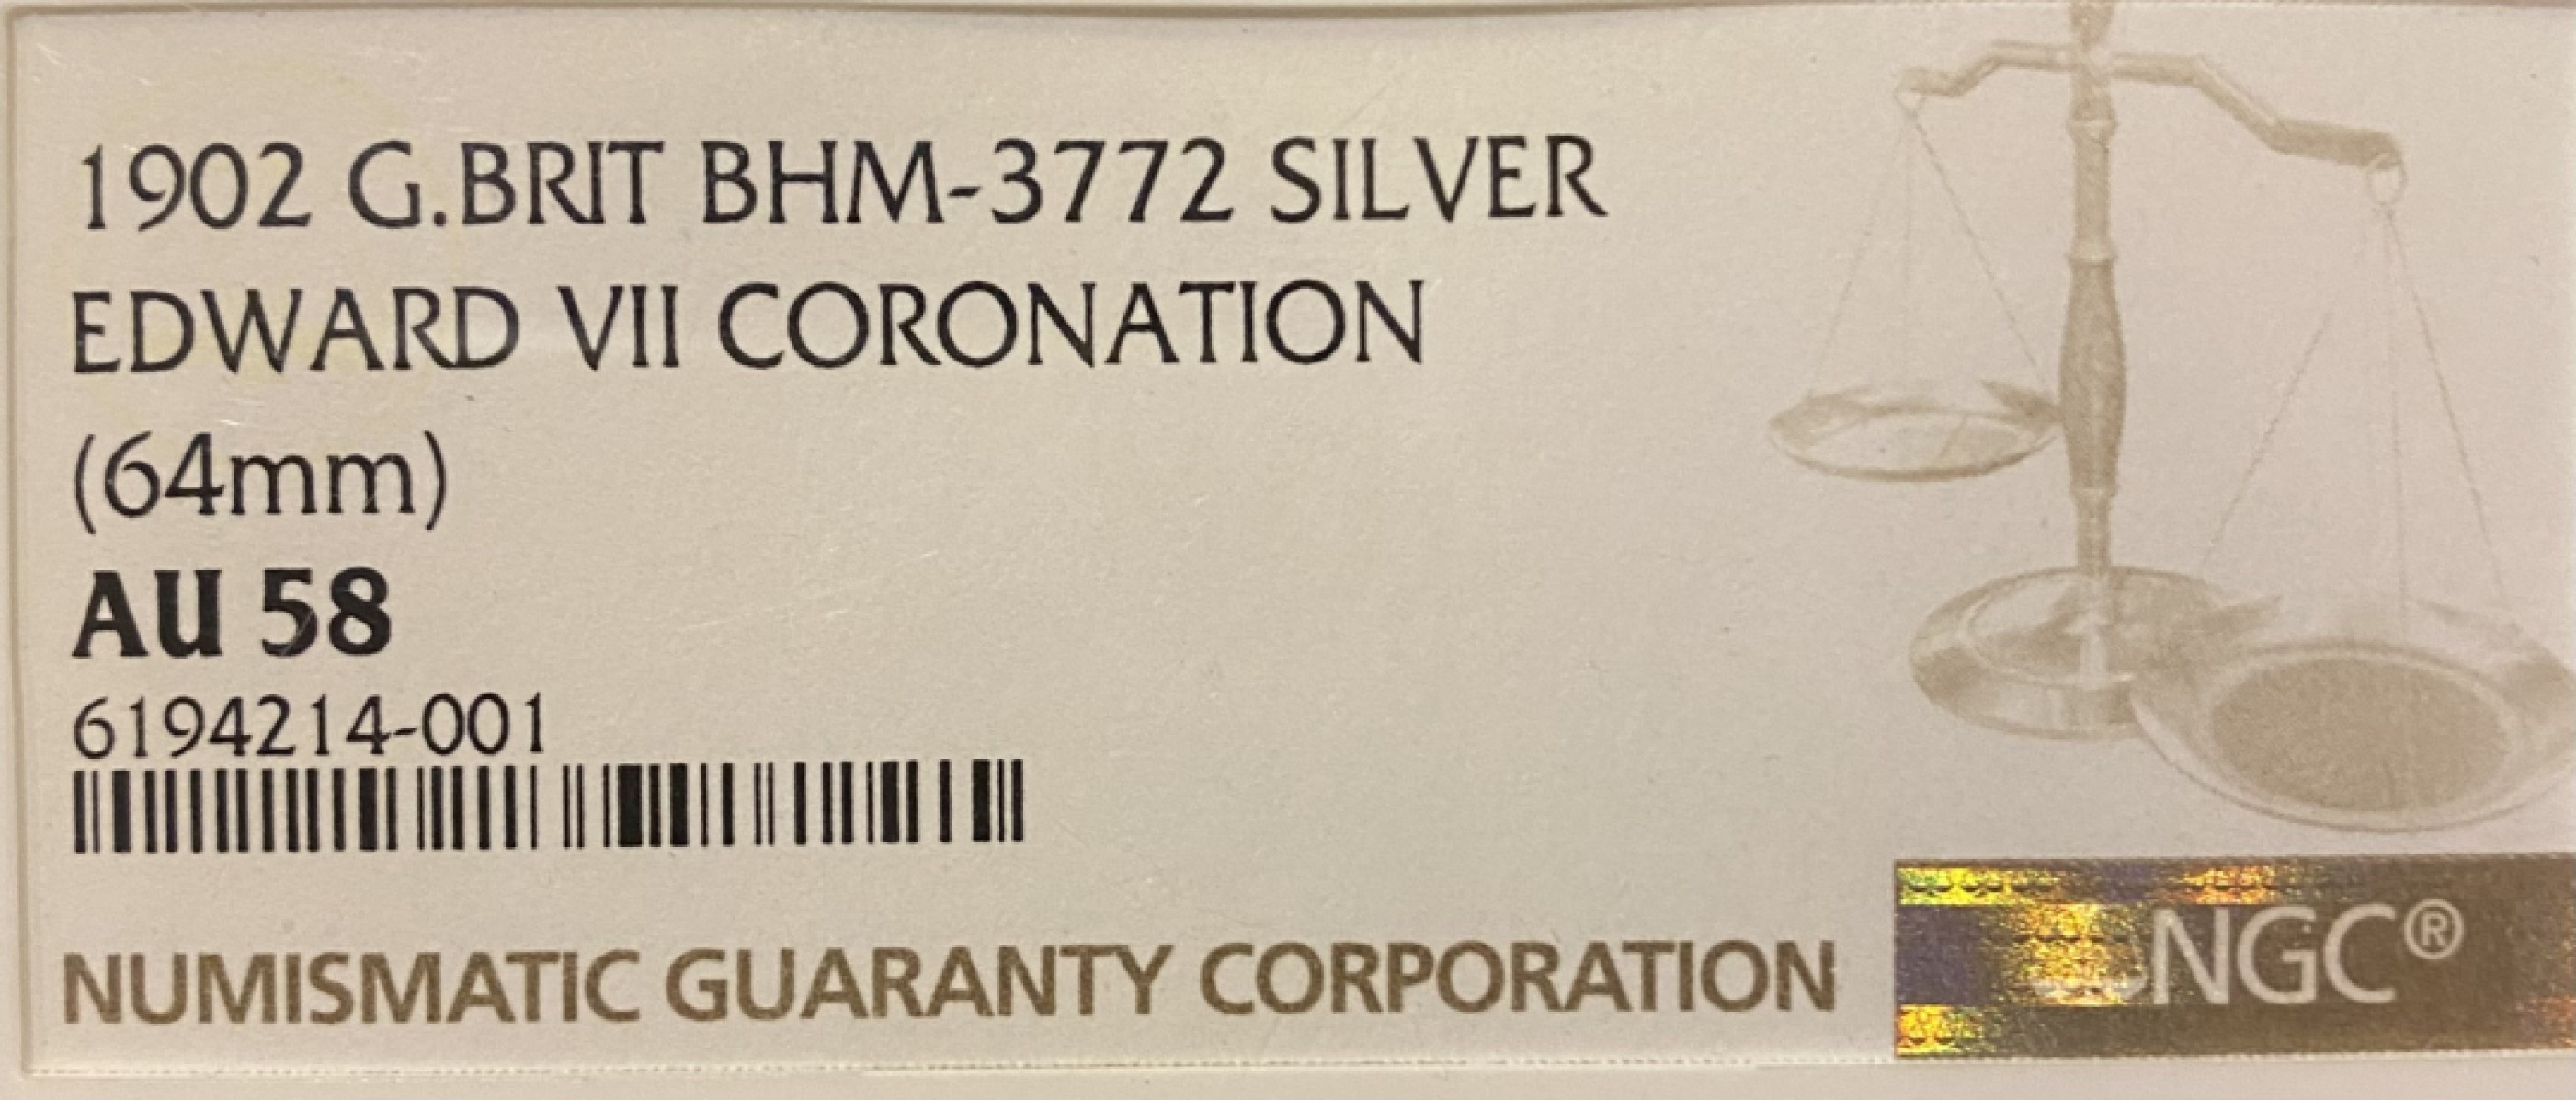 1902 G.BRIT BHM-3772 SILVER
EDWARD VII CORONATION
(64mm)
AU 58
6194214-001
NUMISMATIC GUARANTY CORPORATION
NGC®